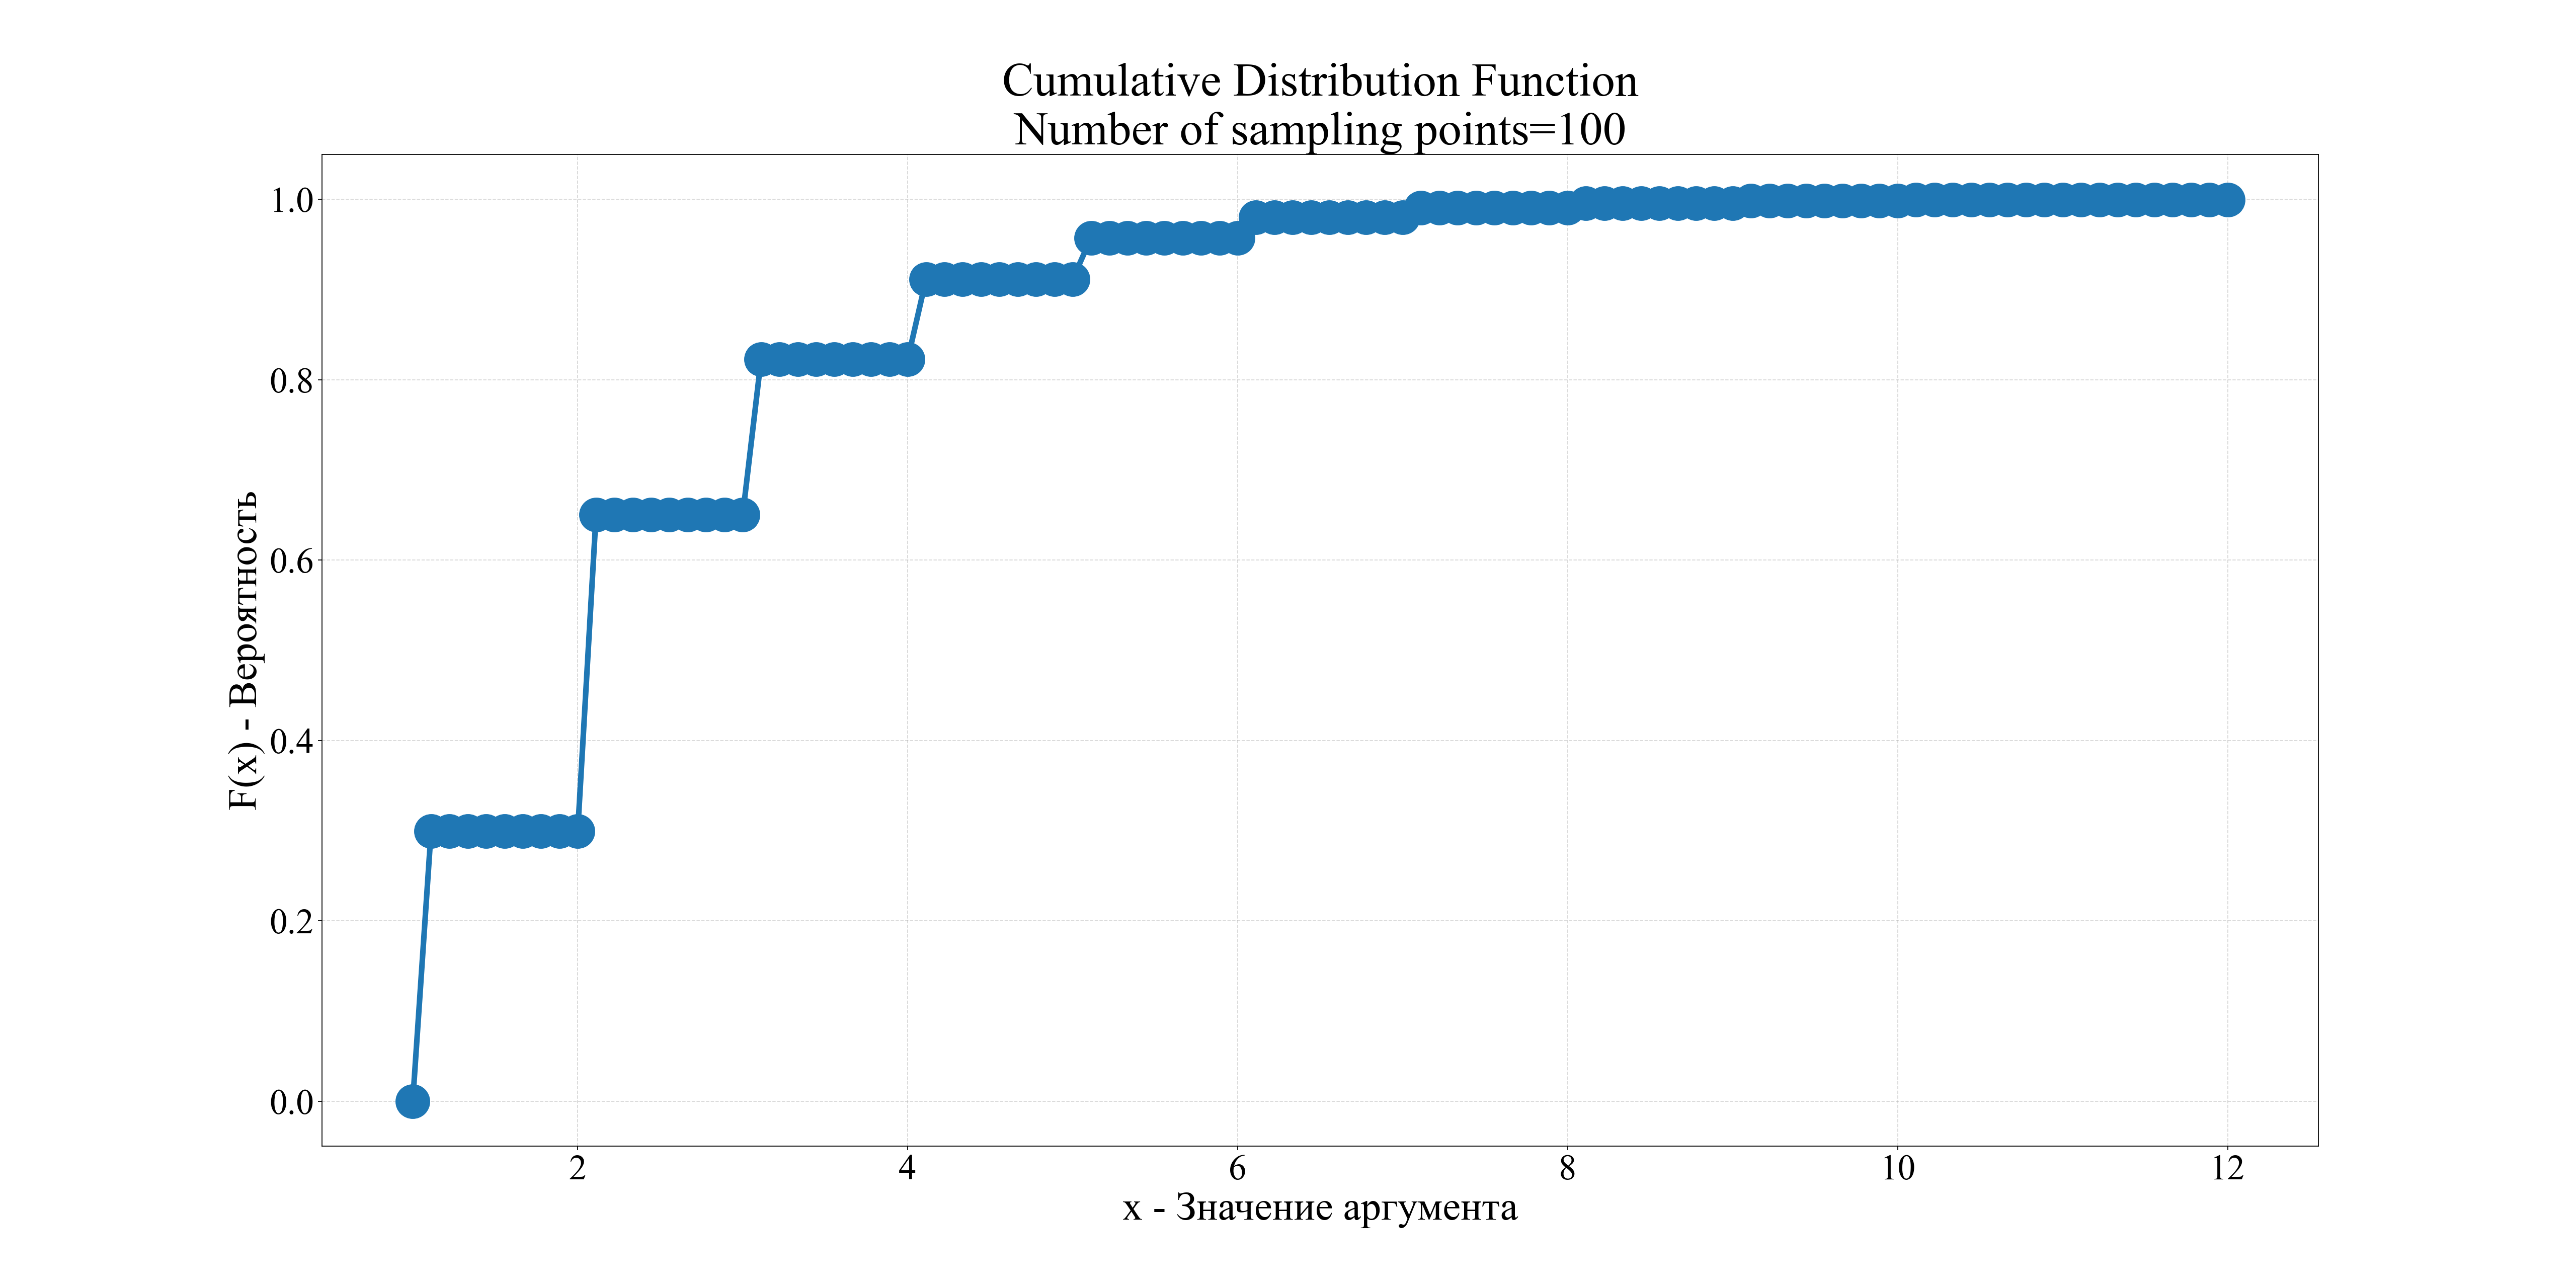 Cumulative Distribution Function
Number of sampling points=100
F(x) - Вероятность
1.0
0.8
0.6
0.4
0.2
0.0
2 4 6 8 10 12
x - Значение аргумента